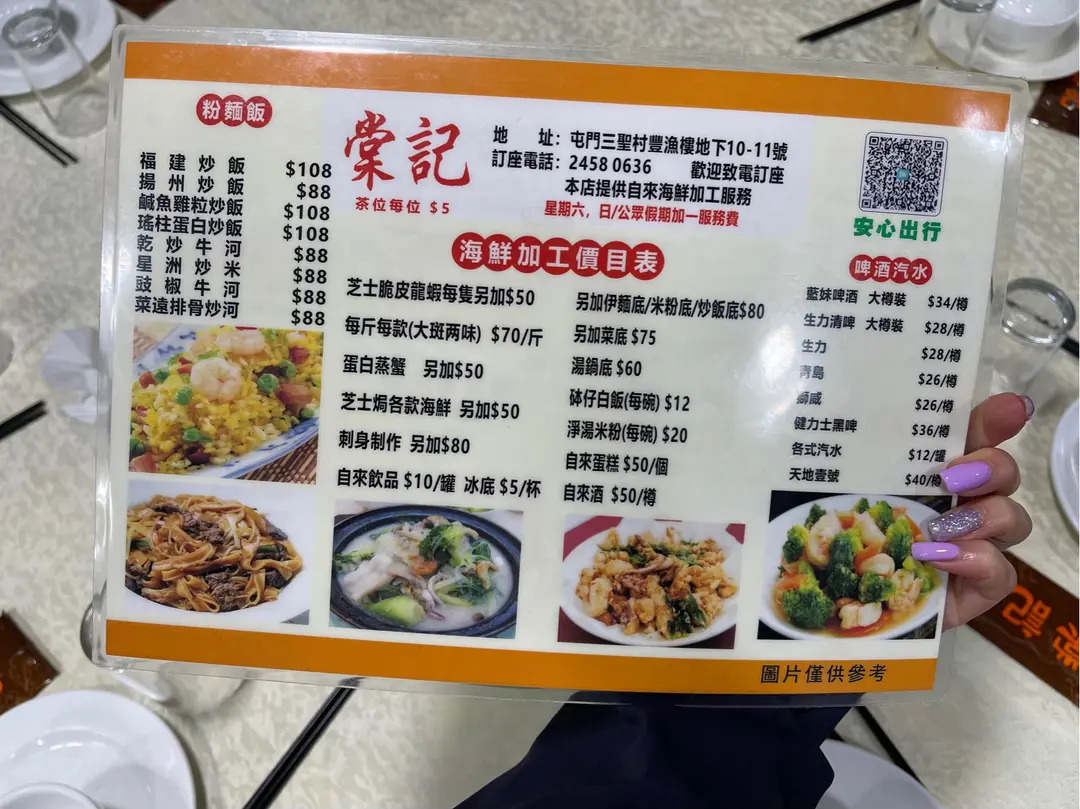 粉麵飯
福建炒飯 $108
揚州炒飯 $88
鹹魚雞粒炒飯 $108
瑤柱蛋白炒飯 $108
乾炒牛河 $88
星洲炒米 $88
豉椒牛河 $88
菜遠排骨炒河 $88
棠記
茶位每位 $5
地 址：屯門三聖村豐漁樓地下10-11號
訂座電話：2458 0636 歡迎致電訂座
本店提供自來海鮮加工服務
星期六，日/公眾假期加一服務費
安心出行
海鮮加工價目表
芝士脆皮龍蝦每隻另加$50
每斤每款(大斑两味) $70/斤
蛋白蒸蟹 另加$50
芝士焗各款海鮮 另加$50
刺身制作 另加$80
自來飲品 $10/罐 冰底 $5/杯
另加伊麵底/米粉底/炒飯底$80
另加菜底 $75
湯鍋底 $60
砵仔白飯(每碗) $12
淨湯米粉(每碗) $20
自來蛋糕 $50/個
自來酒 $50/樽
啤酒汽水
藍妹啤酒 大樽裝 $34/樽
生力清啤 大樽裝 $28/樽
生力 $28/樽
青島 $26/樽
獅威 $26/樽
健力士黑啤 $36/樽
各式汽水 $12/罐
天地壹號 $40/樽
圖片僅供參考
棠記